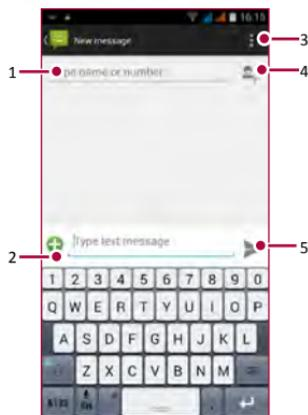 16:15
New message
1
pe name or number
3
4
Type text message
2
5
1 2 3 4 5 6 7 8 9 0
Q W E R T Y U I O P
A S D F G H J K L
Z X C V B N M
EN